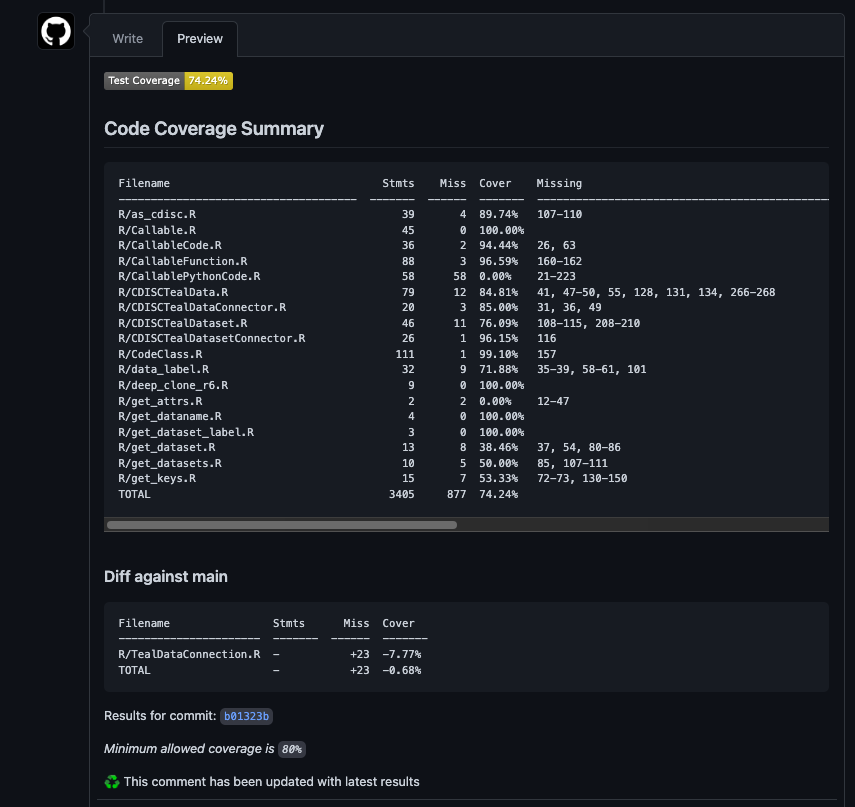 Write Preview
Test Coverage 74.24%
Code Coverage Summary
Filename Stmts Miss Cover Missing
------------------------------------- ------- ------ ------- ---------------------------------------------
R/as_cdisc.R 39 4 89.74% 107-110
R/Callable.R 45 0 100.00%
R/CallableCode.R 36 2 94.44% 26, 63
R/CallableFunction.R 88 3 96.59% 160-162
R/CallablePythonCode.R 58 58 0.00% 21-223
R/CDISCTealData.R 79 12 84.81% 41, 47-50, 55, 128, 131, 134, 266-268
R/CDISCTealDataConnector.R 20 3 85.00% 31, 36, 49
R/CDISCTealDataset.R 46 11 76.09% 108-115, 208-210
R/CDISCTealDatasetConnector.R 26 1 96.15% 116
R/CodeClass.R 111 1 99.10% 157
R/data_label.R 32 9 71.88% 35-39, 58-61, 101
R/deep_clone_r6.R 9 0 100.00%
R/get_attrs.R 2 2 0.00% 12-47
R/get_dataname.R 4 0 100.00%
R/get_dataset_label.R 3 0 100.00%
R/get_dataset.R 13 8 38.46% 37, 54, 80-86
R/get_datasets.R 10 5 50.00% 85, 107-111
R/get_keys.R 15 7 53.33% 72-73, 130-150
TOTAL 3405 877 74.24%
Diff against main
Filename Stmts Miss Cover
---------------------- ------- ------ -------
R/TealDataConnection.R - +23 -7.77%
TOTAL - +23 -0.68%
Results for commit: b01323b
Minimum allowed coverage is 80%
♻️ This comment has been updated with latest results